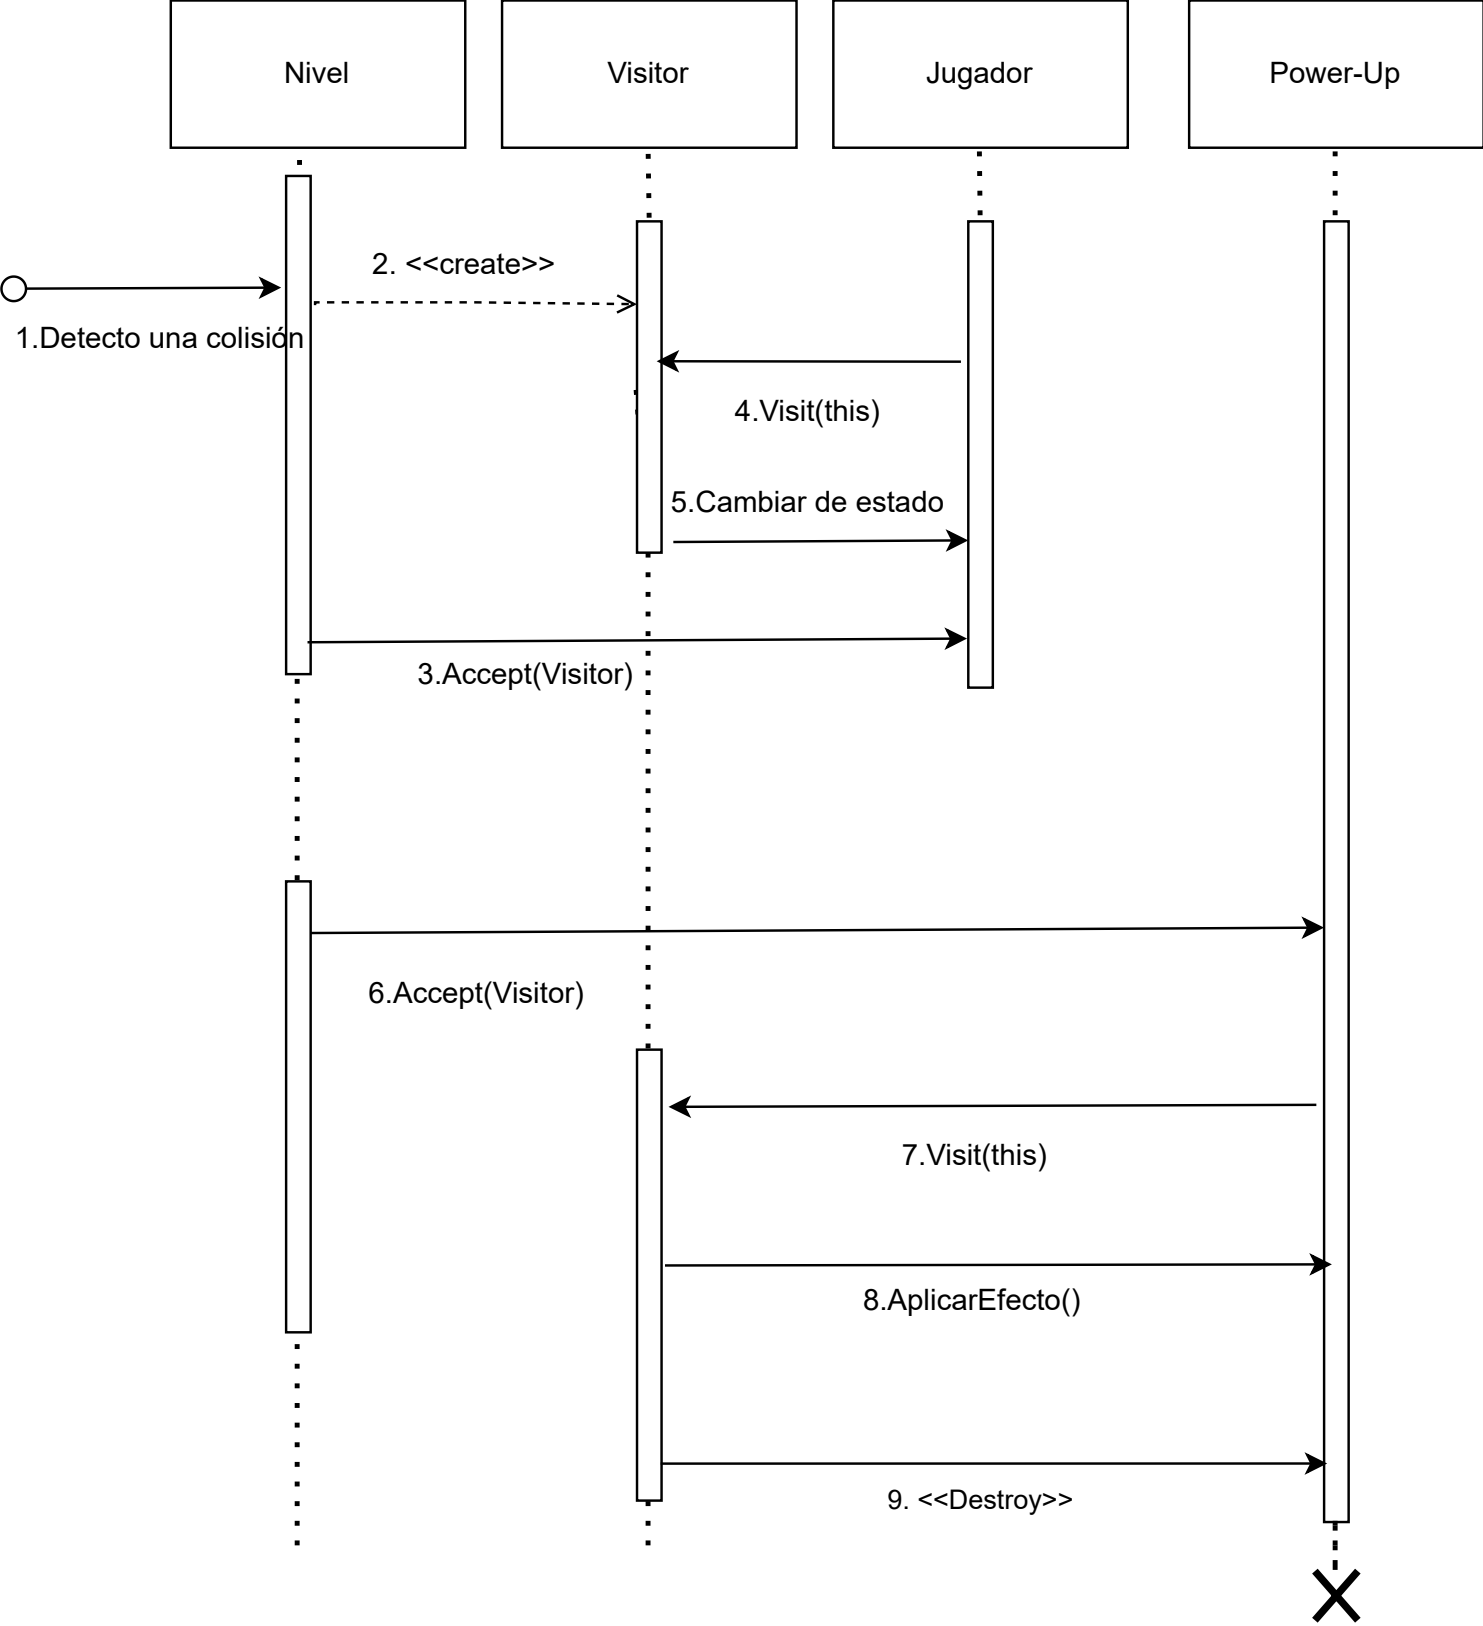 Nivel
Visitor
Jugador
Power-Up
2. <<create>>
1.Detecto una colisión
4.Visit(this)
5.Cambiar de estado
3.Accept(Visitor)
6.Accept(Visitor)
7.Visit(this)
8.AplicarEfecto()
9. <<Destroy>>